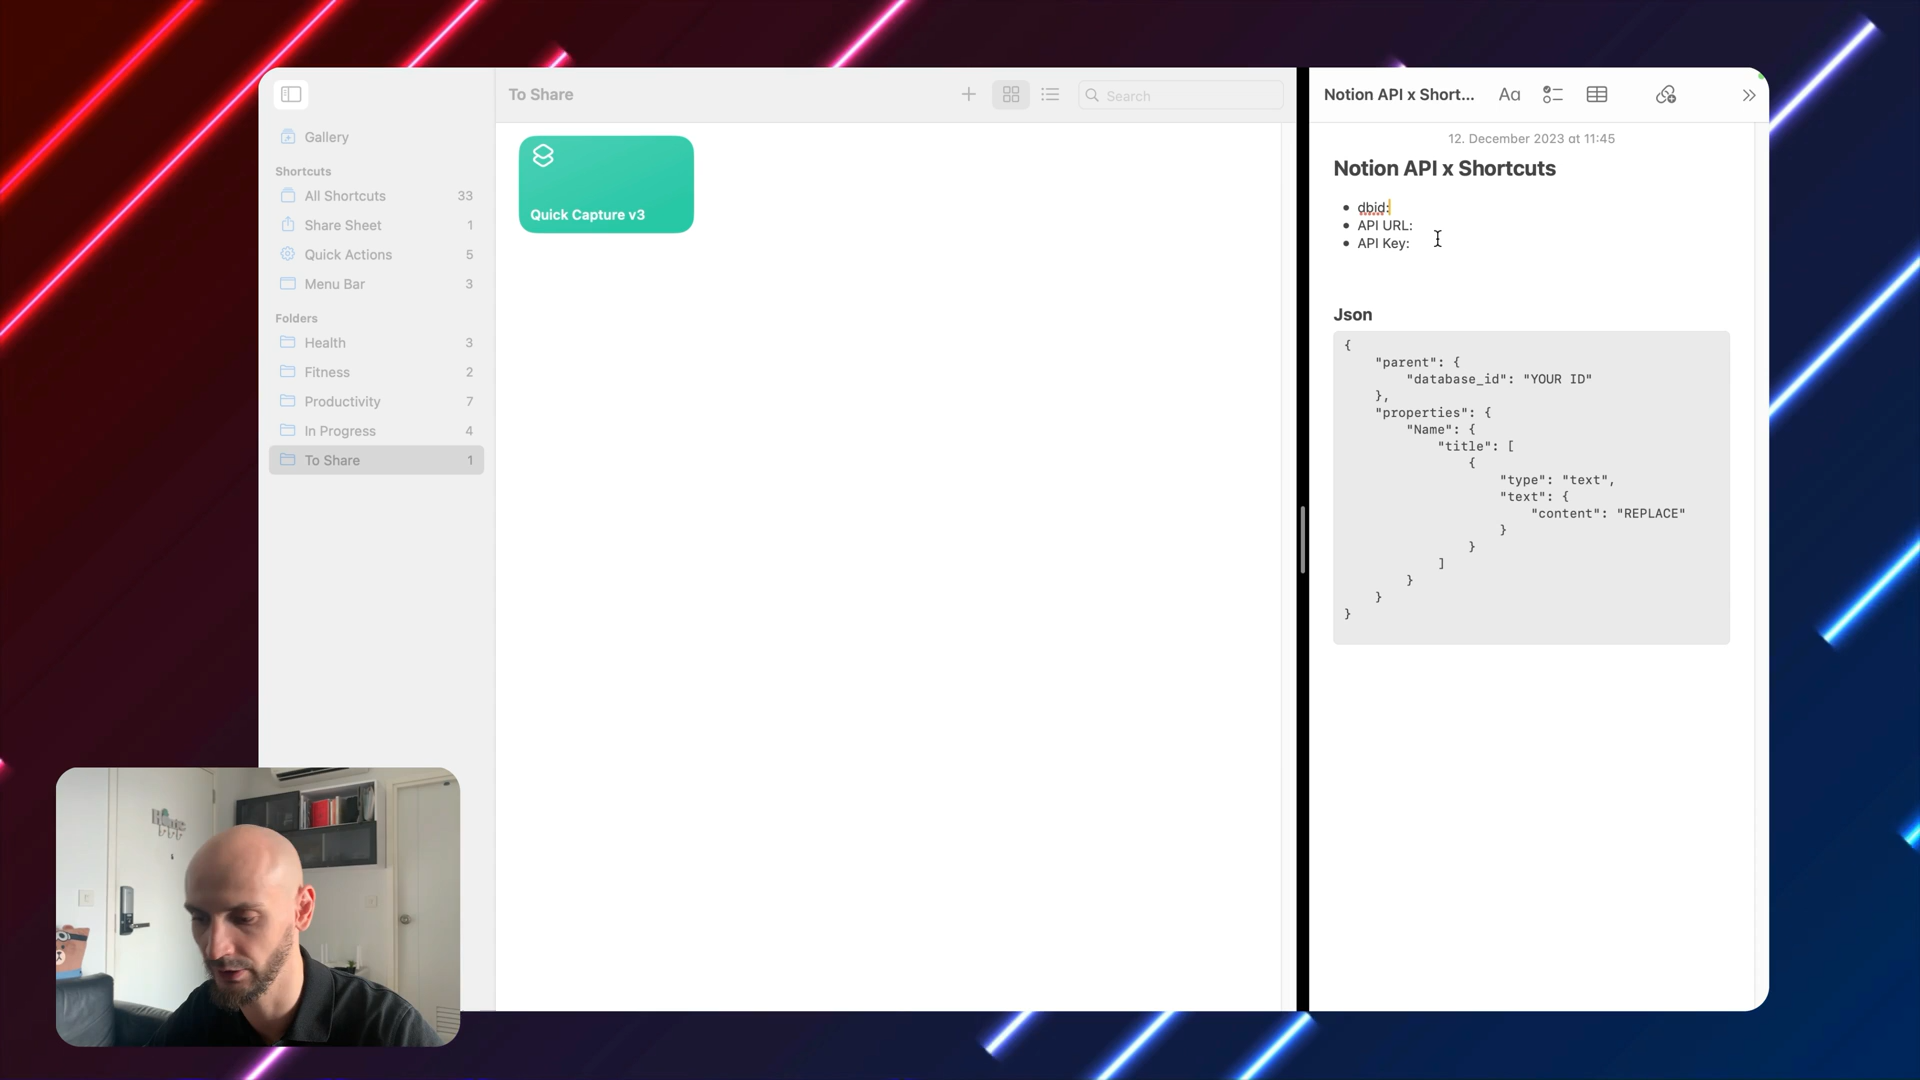 To Share
Search
Gallery
Shortcuts
All Shortcuts 33
Share Sheet 1
Quick Actions 5
Menu Bar 3
Folders
Health 3
Fitness 2
Productivity 7
In Progress 4
To Share 1
Quick Capture v3
Notion API x Short...
Aa
12. December 2023 at 11:45
Notion API x Shortcuts
• dbid:
• API URL:
• API Key:
Json
{
    "parent": {
        "database_id": "YOUR ID"
    },
    "properties": {
        "Name": {
            "title": [
                {
                    "type": "text",
                    "text": {
                        "content": "REPLACE"
                    }
                }
            ]
        }
    }
}
Home